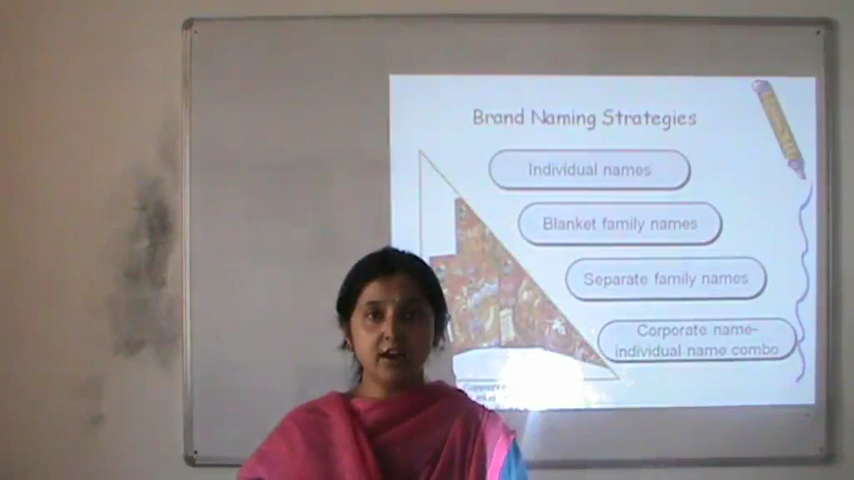 Brand Naming Strategies
Individual names
Blanket family names
Separate family names
Corporate name-
individual name combo